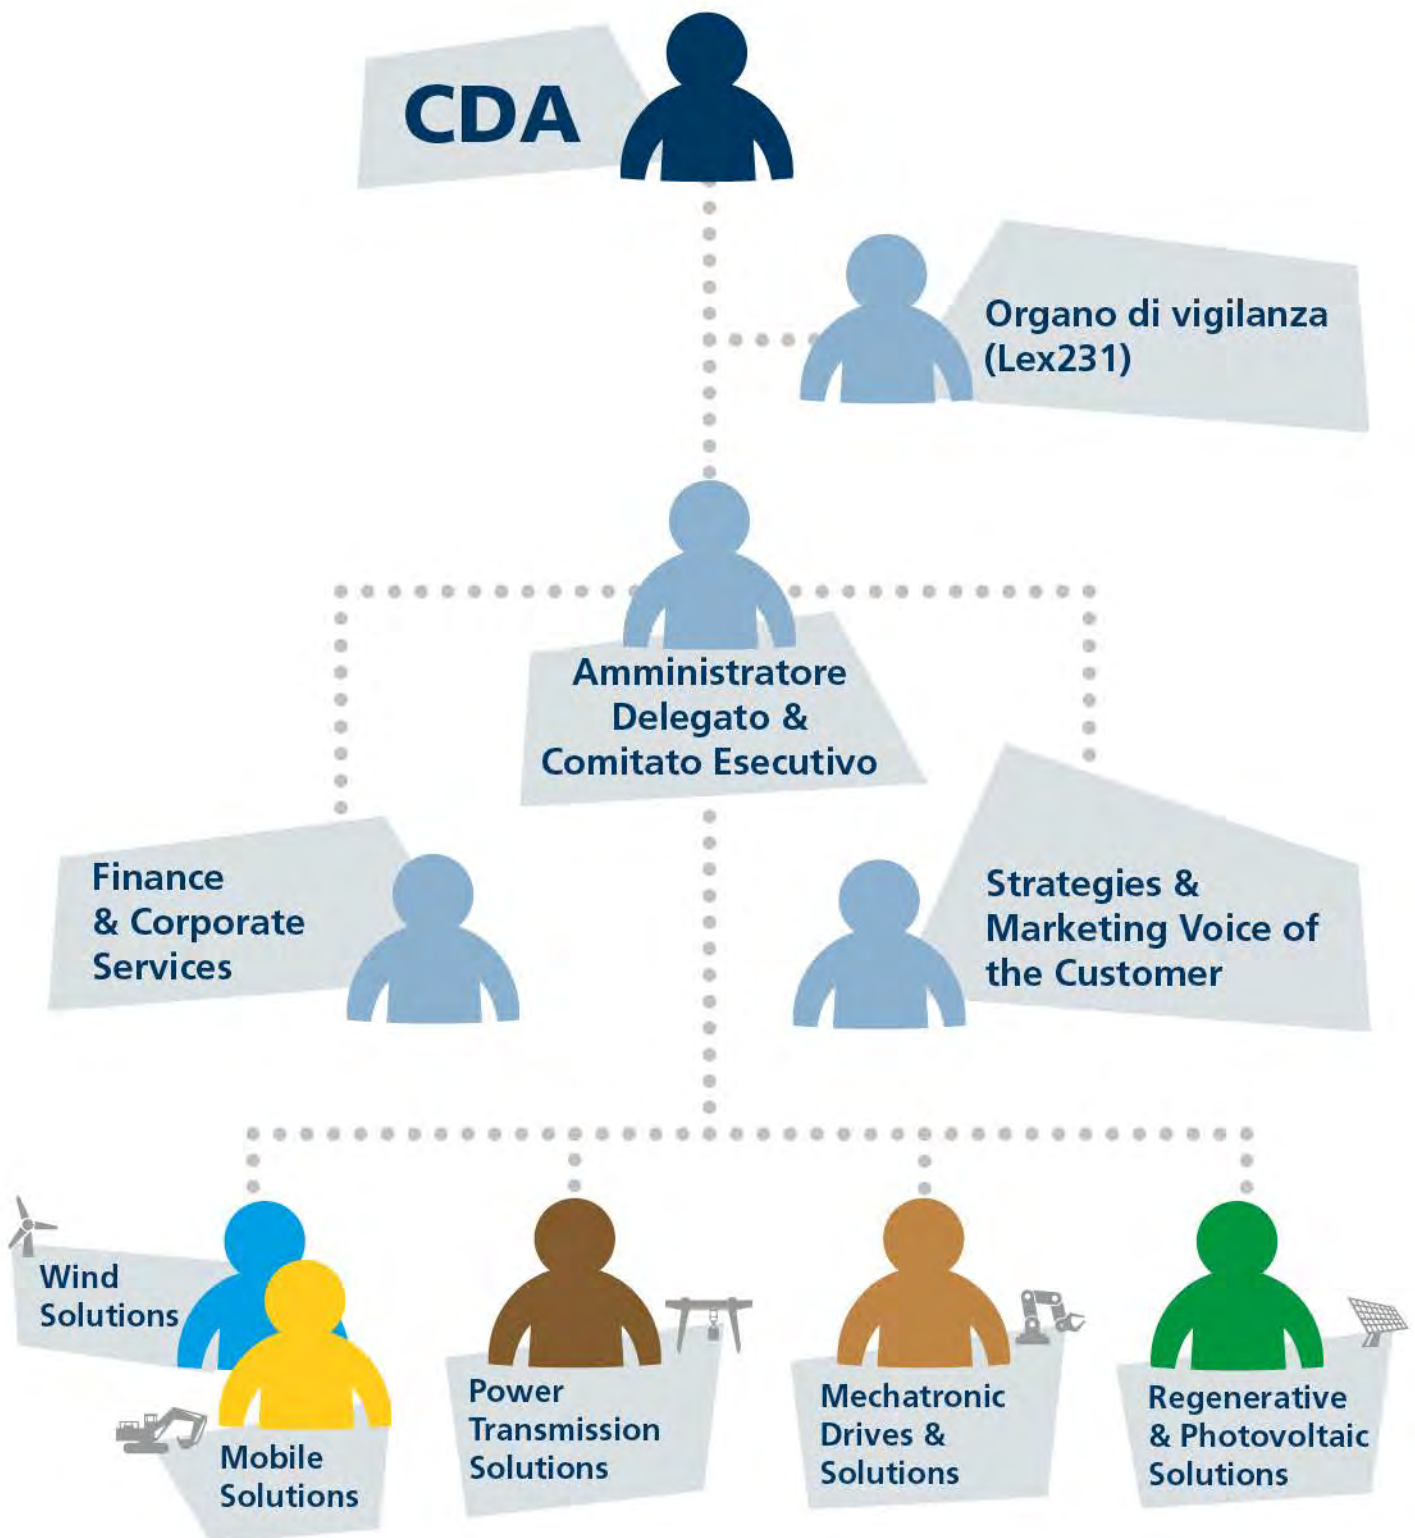 CDA
Organo di vigilanza
(Lex231)
Amministratore
Delegato &
Comitato Esecutivo
Finance
& Corporate
Services
Strategies &
Marketing Voice of
the Customer
Wind
Solutions
Mobile
Solutions
Power
Transmission
Solutions
Mechatronic
Drives &
Solutions
Regenerative
& Photovoltaic
Solutions